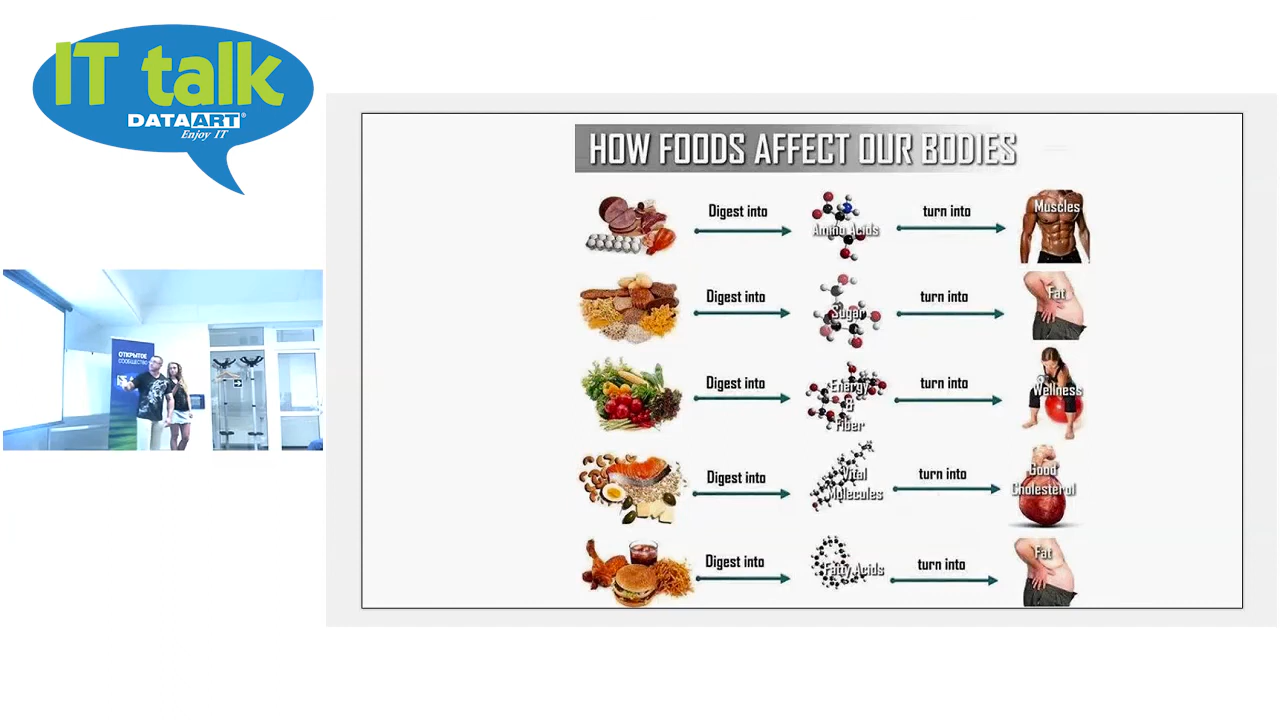 IT talk
DATAART®
Enjoy IT
ОТКРЫТОЕ
СООБЩЕСТВО
HOW FOODS AFFECT OUR BODIES
Digest into
Amino Acids
turn into
Muscles
Digest into
Sugar
turn into
Fat
Digest into
Energy
&
Fiber
turn into
Wellness
Digest into
Vital
Molecules
turn into
Good
Cholesterol
Digest into
Fatty Acids
turn into
Fat